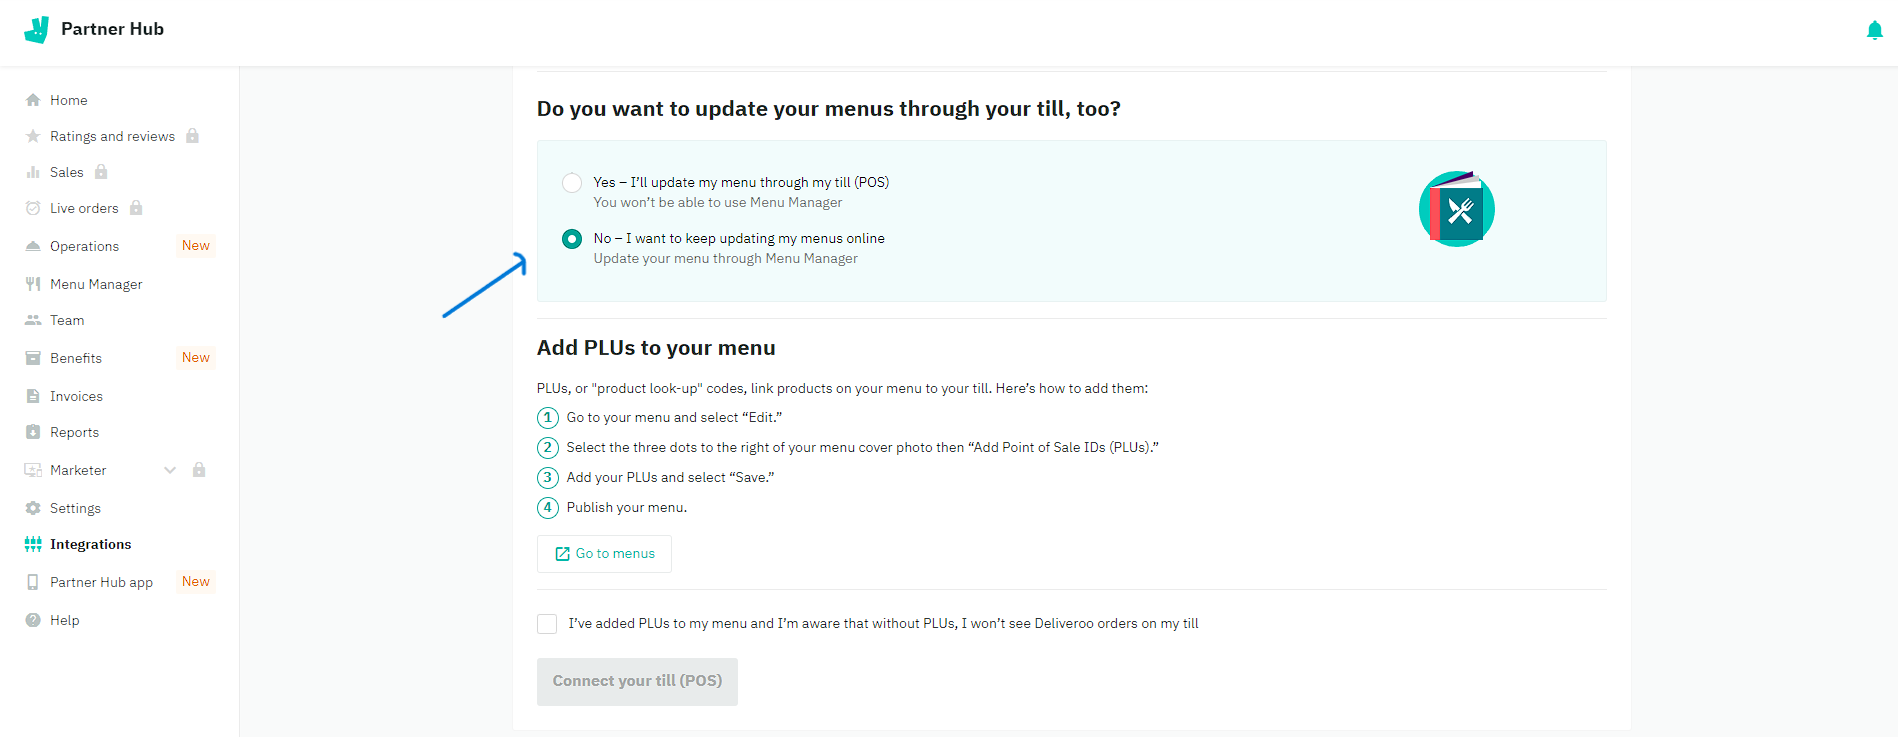 Partner Hub
Home
Ratings and reviews
Sales
Live orders
Operations New
Menu Manager
Team
Benefits New
Invoices
Reports
Marketer
Settings
Integrations
Partner Hub app New
Help
Do you want to update your menus through your till, too?
Yes – I’ll update my menu through my till (POS)
You won’t be able to use Menu Manager
No – I want to keep updating my menus online
Update your menu through Menu Manager
Add PLUs to your menu
PLUs, or "product look-up" codes, link products on your menu to your till. Here’s how to add them:
1 Go to your menu and select “Edit.”
2 Select the three dots to the right of your menu cover photo then “Add Point of Sale IDs (PLUs).”
3 Add your PLUs and select “Save.”
4 Publish your menu.
Go to menus
I’ve added PLUs to my menu and I’m aware that without PLUs, I won’t see Deliveroo orders on my till
Connect your till (POS)